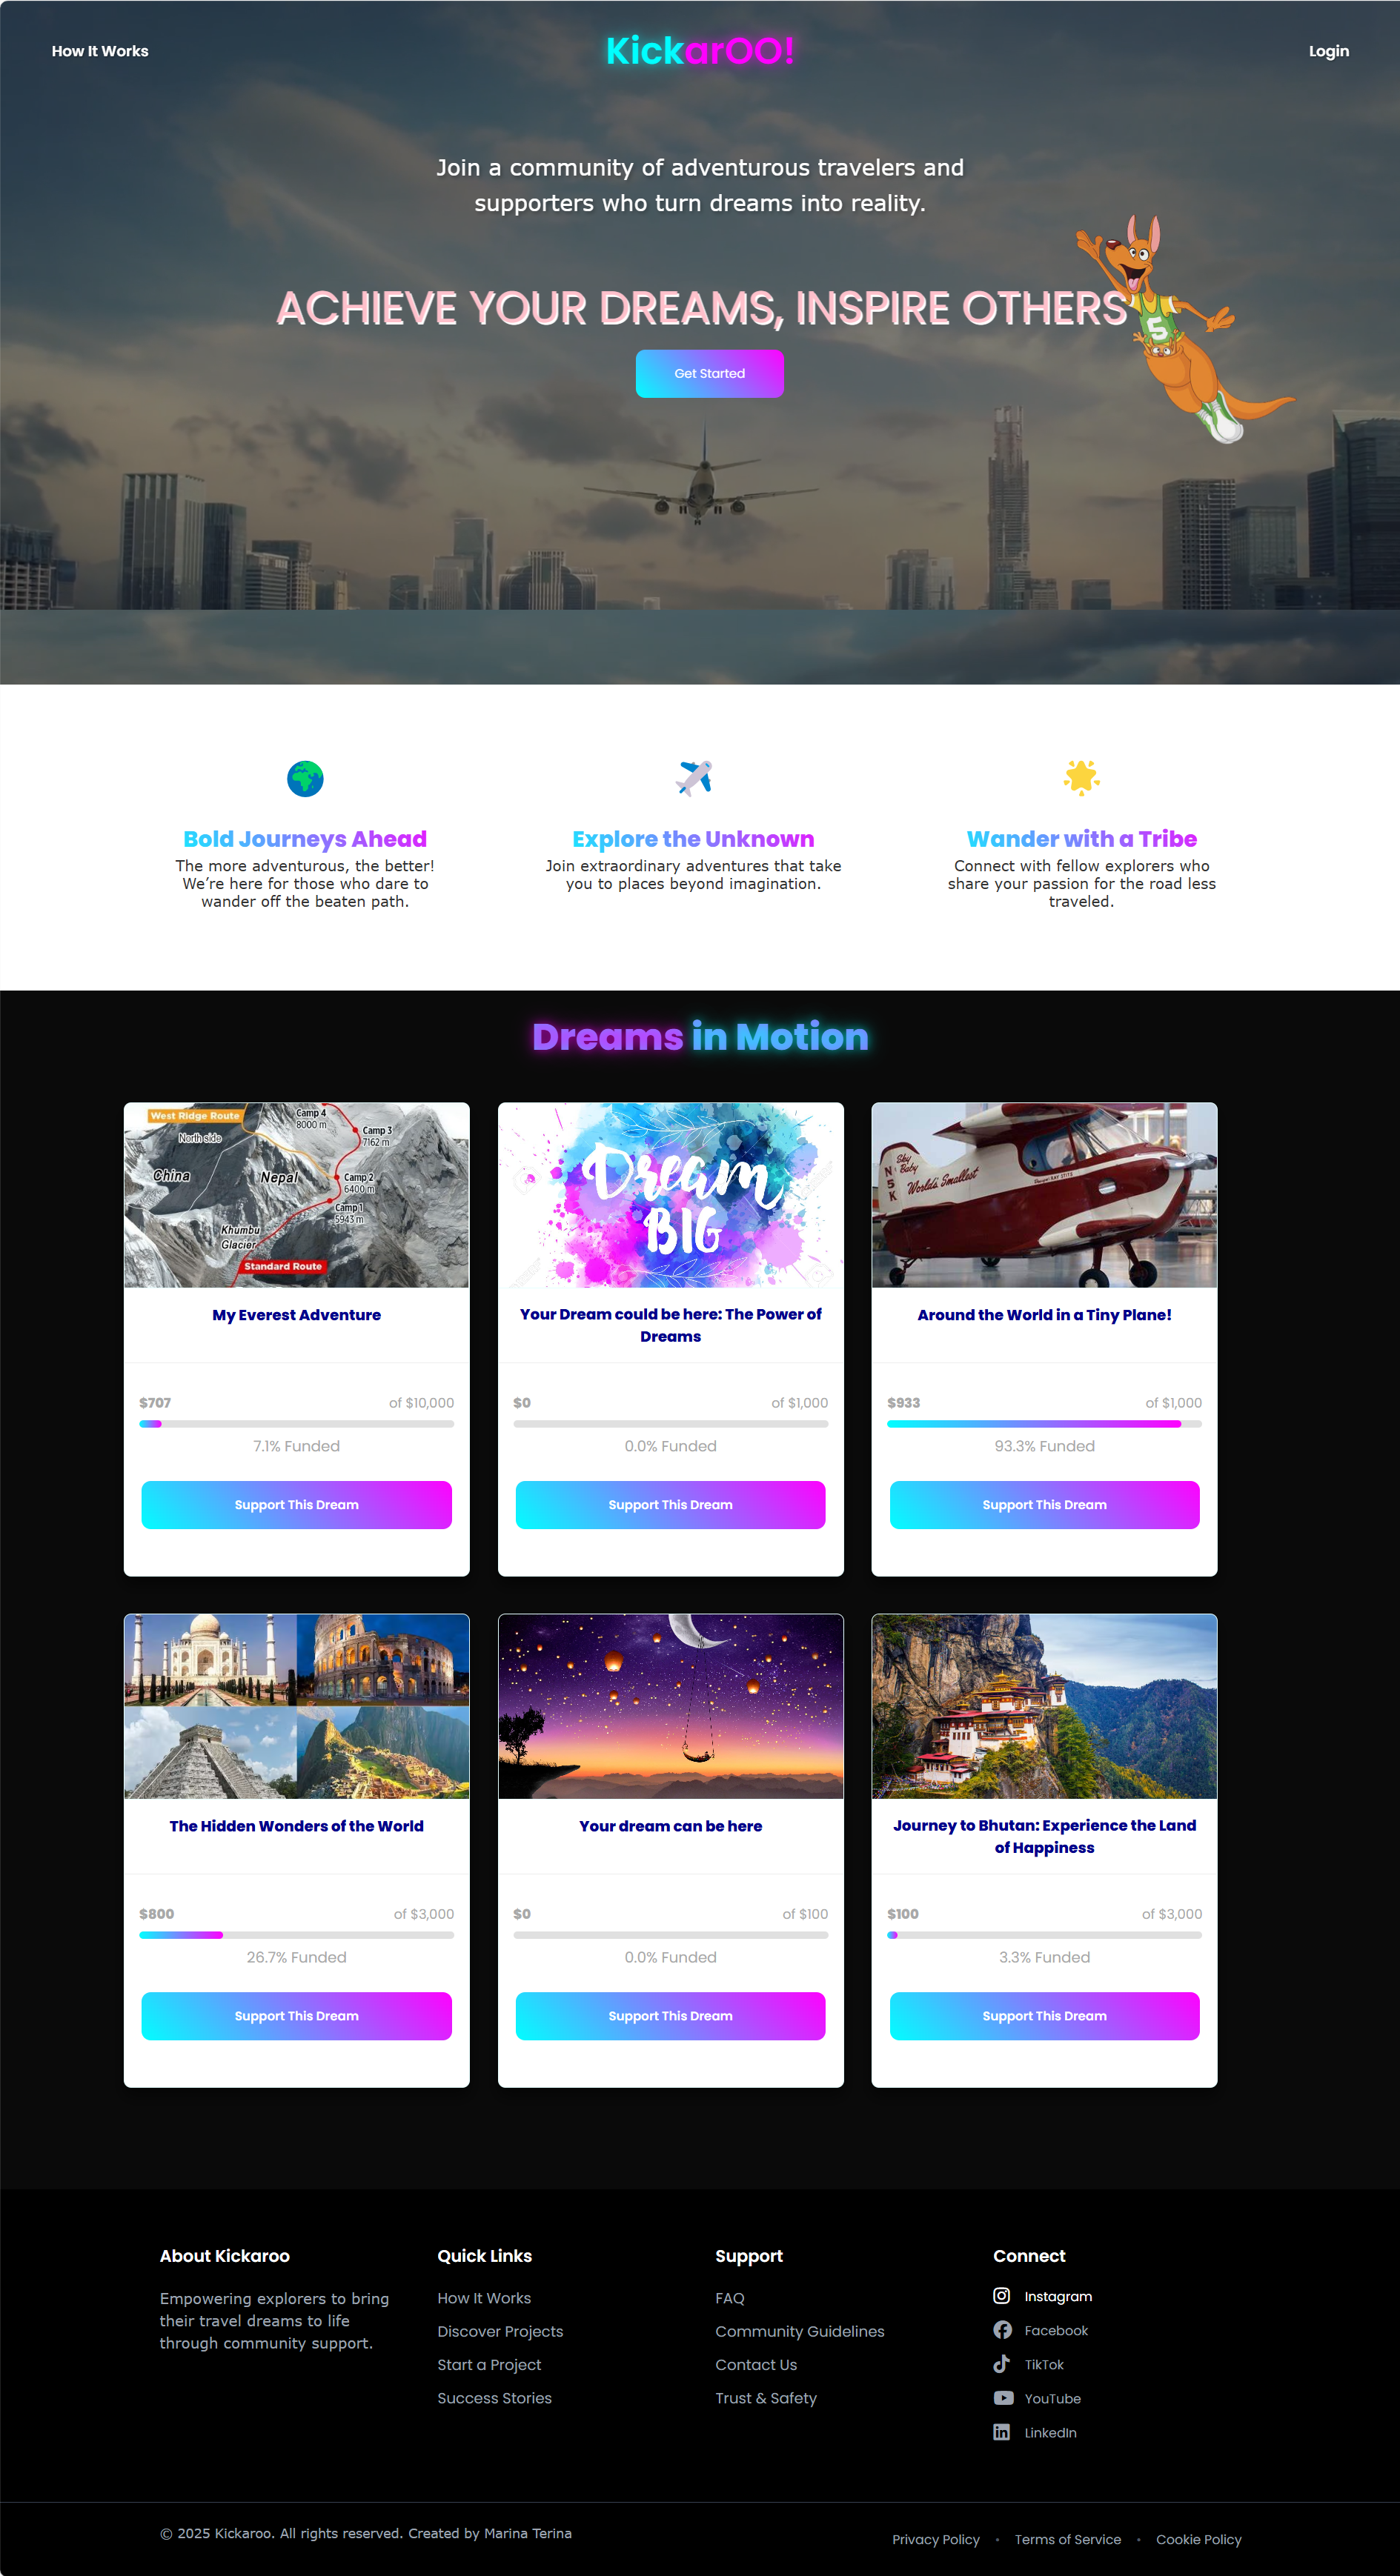 How It Works
KickarOO!
Login
Join a community of adventurous travelers and
supporters who turn dreams into reality.
ACHIEVE YOUR DREAMS, INSPIRE OTHERS
5
Get Started
Bold Journeys Ahead
The more adventurous, the better!
We’re here for those who dare to
wander off the beaten path.
Explore the Unknown
Join extraordinary adventures that take
you to places beyond imagination.
Wander with a Tribe
Connect with fellow explorers who
share your passion for the road less
traveled.
Dreams in Motion
West Ridge Route
North side
China
Nepal
Camp 4
8000 m
Camp 3
7162 m
Camp 2
6400 m
Camp 1
5943 m
Khumbu
Glacier
Standard Route
My Everest Adventure
$707
of $10,000
7.1% Funded
Support This Dream
Dream
BIG
Your Dream could be here: The Power of
Dreams
$0
of $1,000
0.0% Funded
Support This Dream
Sky
Baby
N
5
K
World's Smallest
Around the World in a Tiny Plane!
$933
of $1,000
93.3% Funded
Support This Dream
The Hidden Wonders of the World
$800
of $3,000
26.7% Funded
Support This Dream
Your dream can be here
$0
of $100
0.0% Funded
Support This Dream
Journey to Bhutan: Experience the Land
of Happiness
$100
of $3,000
3.3% Funded
Support This Dream
About Kickaroo
Empowering explorers to bring
their travel dreams to life
through community support.
Quick Links
How It Works
Discover Projects
Start a Project
Success Stories
Support
FAQ
Community Guidelines
Contact Us
Trust & Safety
Connect
Instagram
Facebook
TikTok
YouTube
LinkedIn
© 2025 Kickaroo. All rights reserved. Created by Marina Terina
Privacy Policy • Terms of Service • Cookie Policy